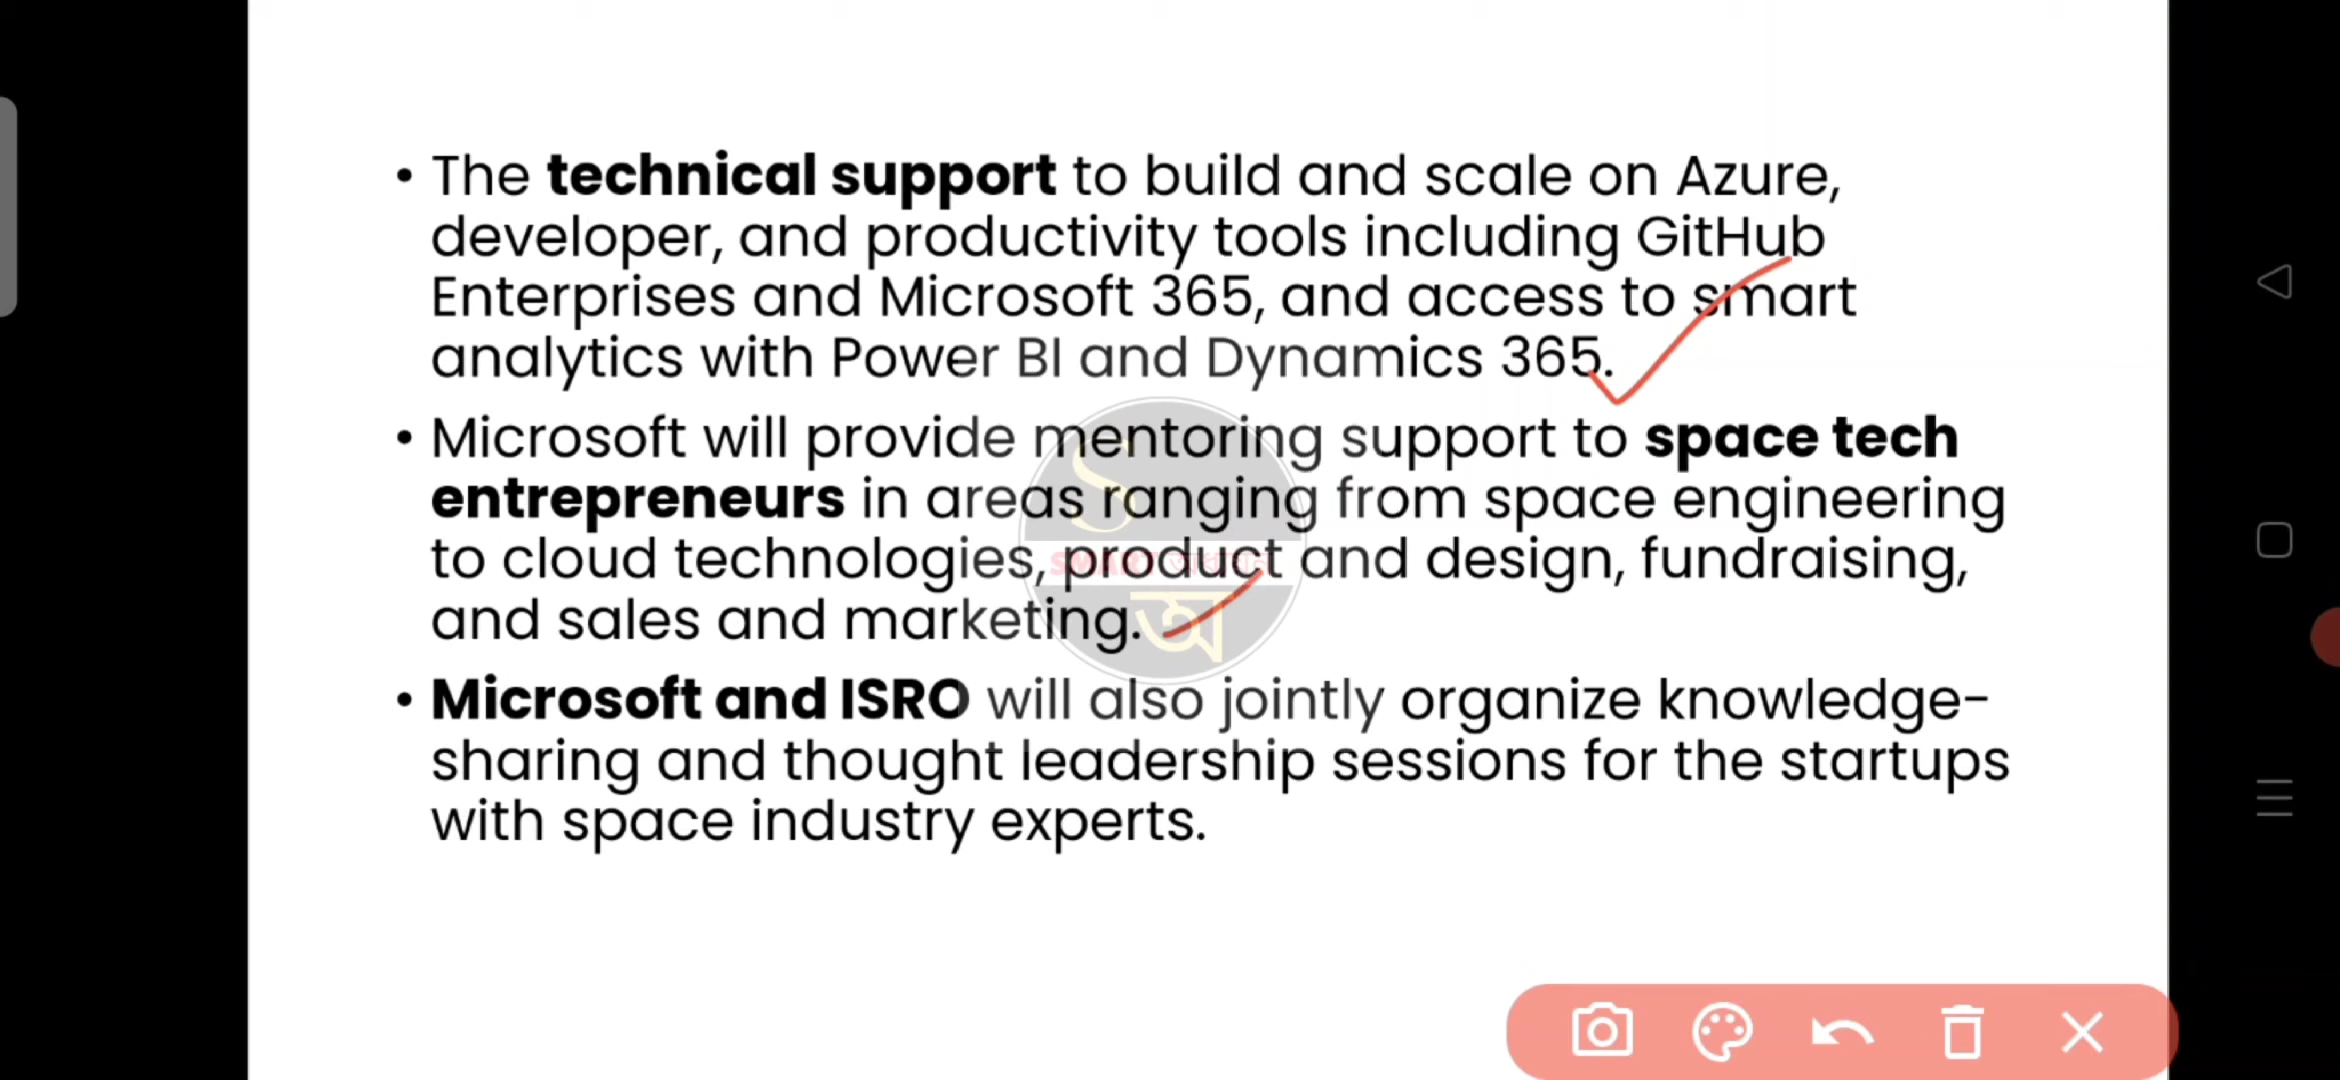 • The technical support to build and scale on Azure,
developer, and productivity tools including GitHub
Enterprises and Microsoft 365, and access to smart
analytics with Power BI and Dynamics 365.
• Microsoft will provide mentoring support to space tech
entrepreneurs in areas ranging from space engineering
to cloud technologies, product and design, fundraising,
and sales and marketing.
S
SMART
অ
• Microsoft and ISRO will also jointly organize knowledge-
sharing and thought leadership sessions for the startups
with space industry experts.